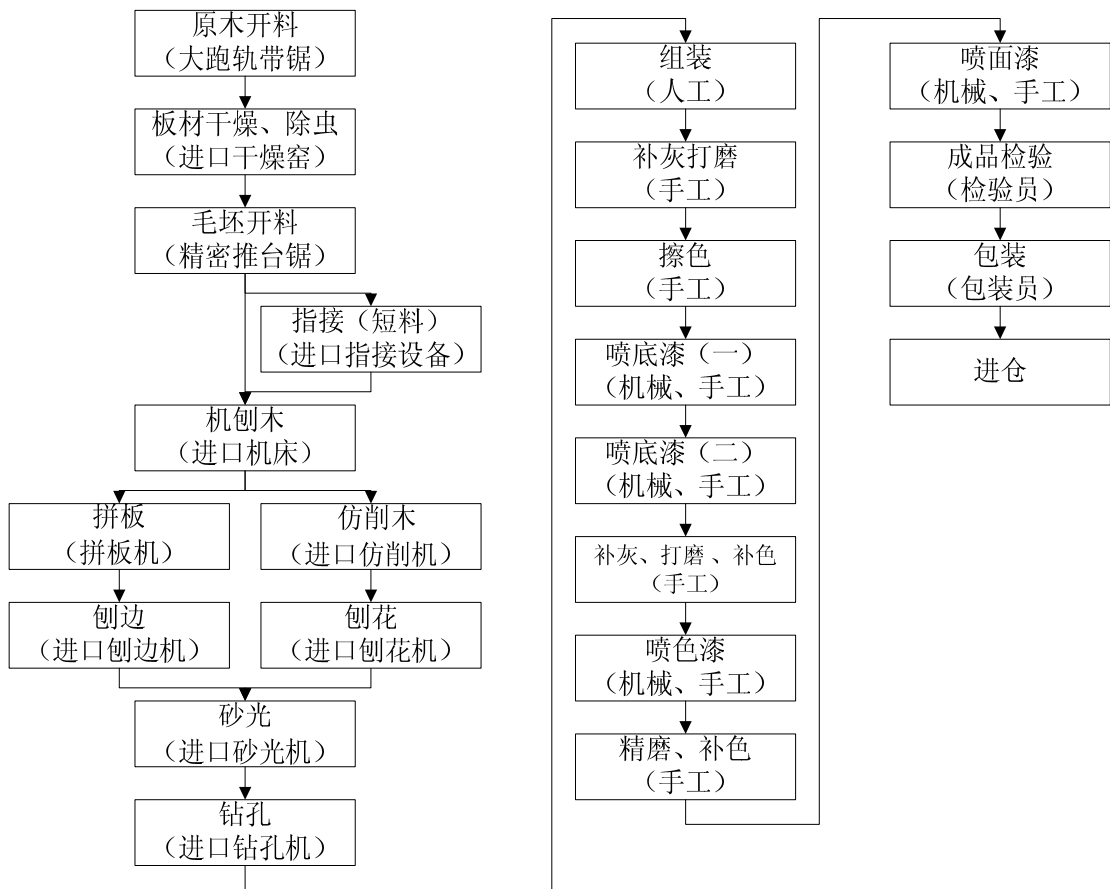 原木开料
（大跑轨带锯）
板材干燥、除虫
（进口干燥窑）
毛坯开料
（精密推台锯）
指接（短料）
（进口指接设备）
机刨木
（进口机床）
拼板
（拼板机）
仿削木
（进口仿削机）
刨边
（进口刨边机）
刨花
（进口刨花机）
砂光
（进口砂光机）
钻孔
（进口钻孔机）
组装
（人工）
补灰打磨
（手工）
擦色
（手工）
喷底漆（一）
（机械、手工）
喷底漆（二）
（机械、手工）
补灰、打磨、补色
（手工）
喷色漆
（机械、手工）
精磨、补色
（手工）
喷面漆
（机械、手工）
成品检验
（检验员）
包装
（包装员）
进仓